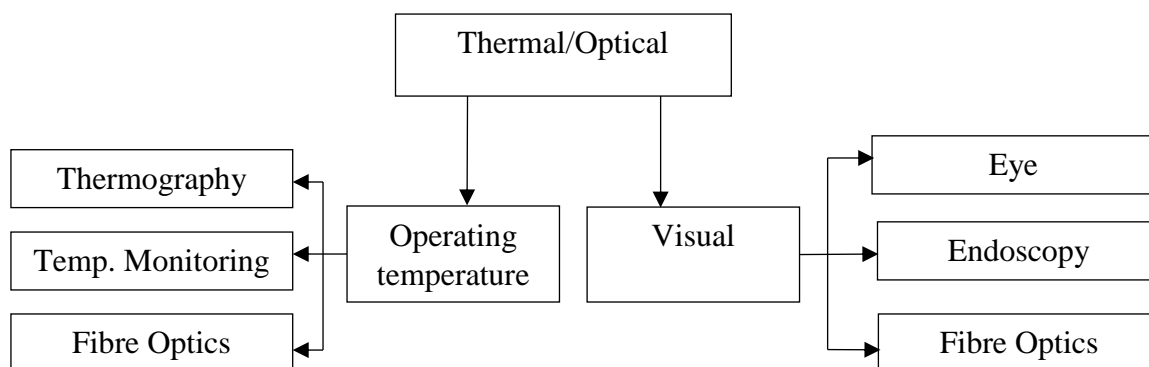 Thermal/Optical
Thermography
Eye
Operating
temperature
Visual
Temp. Monitoring
Endoscopy
Fibre Optics
Fibre Optics